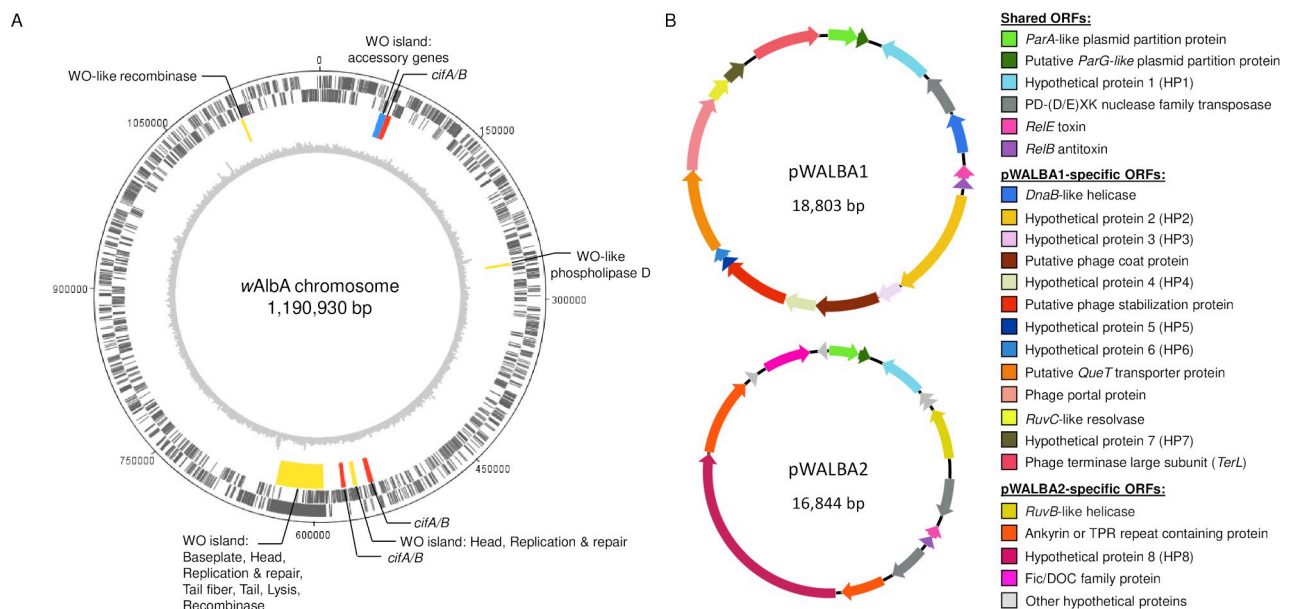 A
WO island:
accessory genes
WO-like recombinase
cifA/B
0
150000
300000
450000
600000
750000
900000
1050000
WO-like
phospholipase D
wAlbA chromosome
1,190,930 bp
cifA/B
WO island: Head, Replication & repair
cifA/B
WO island:
Baseplate, Head,
Replication & repair,
Tail fiber, Tail, Lysis,
Recombinase
B
pWALBA1
18,803 bp
pWALBA2
16,844 bp
Shared ORFs:
ParA-like plasmid partition protein
Putative ParG-like plasmid partition protein
Hypothetical protein 1 (HP1)
PD-(D/E)XK nuclease family transposase
RelE toxin
RelB antitoxin
pWALBA1-specific ORFs:
DnaB-like helicase
Hypothetical protein 2 (HP2)
Hypothetical protein 3 (HP3)
Putative phage coat protein
Hypothetical protein 4 (HP4)
Putative phage stabilization protein
Hypothetical protein 5 (HP5)
Hypothetical protein 6 (HP6)
Putative QueT transporter protein
Phage portal protein
RuvC-like resolvase
Hypothetical protein 7 (HP7)
Phage terminase large subunit (TerL)
pWALBA2-specific ORFs:
RuvB-like helicase
Ankyrin or TPR repeat containing protein
Hypothetical protein 8 (HP8)
Fic/DOC family protein
Other hypothetical proteins